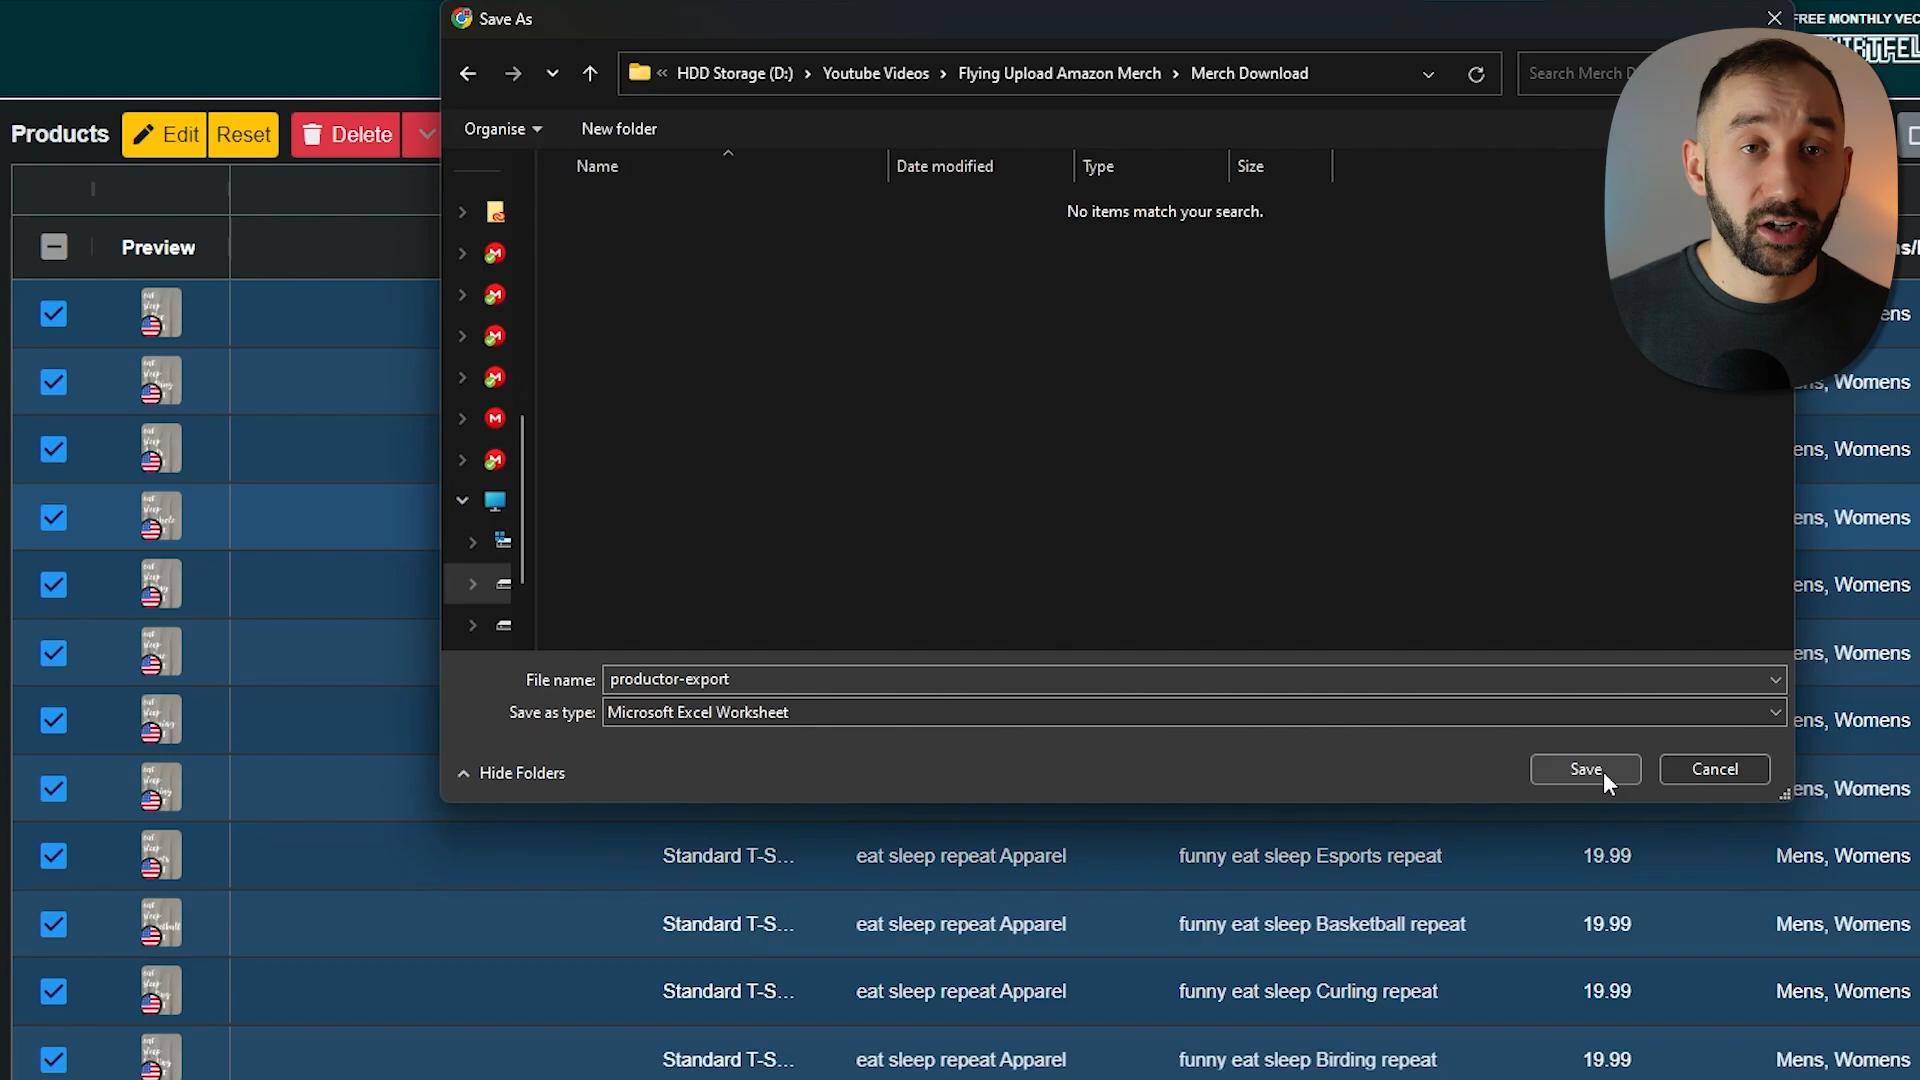 Save As
FREE MONTHLY VEC
HDD Storage (D:) › Youtube Videos › Flying Upload Amazon Merch › Merch Download
Search Merch D
Products
Edit
Reset
Delete
Organise
New folder
Name
Date modified
Type
Size
No items match your search.
Preview
ens
Womens
ens, Womens
ens, Womens
ens, Womens
ens, Womens
ens, Womens
File name:
productor-export
Save as type:
Microsoft Excel Worksheet
Hide Folders
Save
Cancel
ens, Womens
Standard T-S... eat sleep repeat Apparel funny eat sleep Esports repeat 19.99 Mens, Womens
Standard T-S... eat sleep repeat Apparel funny eat sleep Basketball repeat 19.99 Mens, Womens
Standard T-S... eat sleep repeat Apparel funny eat sleep Curling repeat 19.99 Mens, Womens
Standard T-S... eat sleep repeat Apparel funny eat sleep Birding repeat 19.99 Mens, Womens